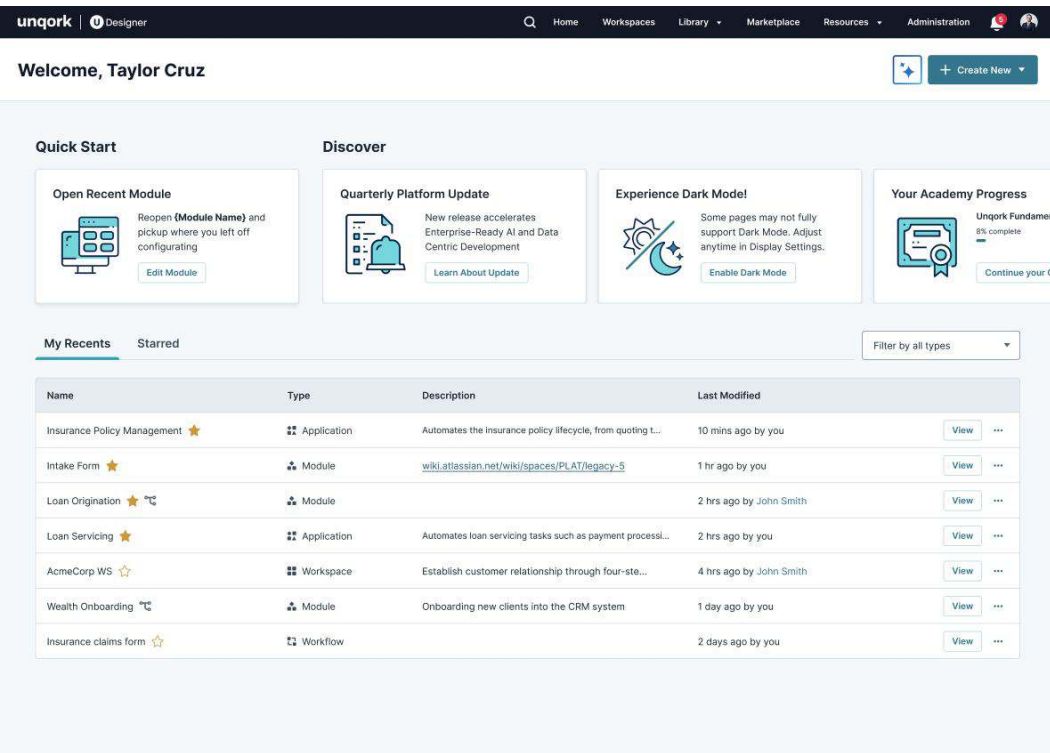 unqork U Designer Home Workspaces Library Marketplace Resources Administration 5
Welcome, Taylor Cruz
Create New
Quick Start
Discover
Open Recent Module
Reopen {Module Name} and
pickup where you left off
configurating
Edit Module
Quarterly Platform Update
New release accelerates
Enterprise-Ready AI and Data
Centric Development
Learn About Update
Experience Dark Mode!
Some pages may not fully
support Dark Mode. Adjust
anytime in Display Settings.
Enable Dark Mode
Your Academy Progress
Unqork Fundamen
8% complete
Continue your
My Recents Starred Filter by all types
Name Type Description Last Modified
Insurance Policy Management Application Automates the insurance policy lifecycle, from quoting t... 10 mins ago by you View ...
Intake Form Module wiki.atlassian.net/wiki/spaces/PLAT/legacy-5 1 hr ago by you View ...
Loan Origination Module 2 hrs ago by John Smith View ...
Loan Servicing Application Automates loan servicing tasks such as payment processi... 2 hrs ago by you View ...
AcmeCorp WS Workspace Establish customer relationship through four-ste... 4 hrs ago by John Smith View ...
Wealth Onboarding Module Onboarding new clients into the CRM system 1 day ago by you View ...
Insurance claims form Workflow 2 days ago by you View ...